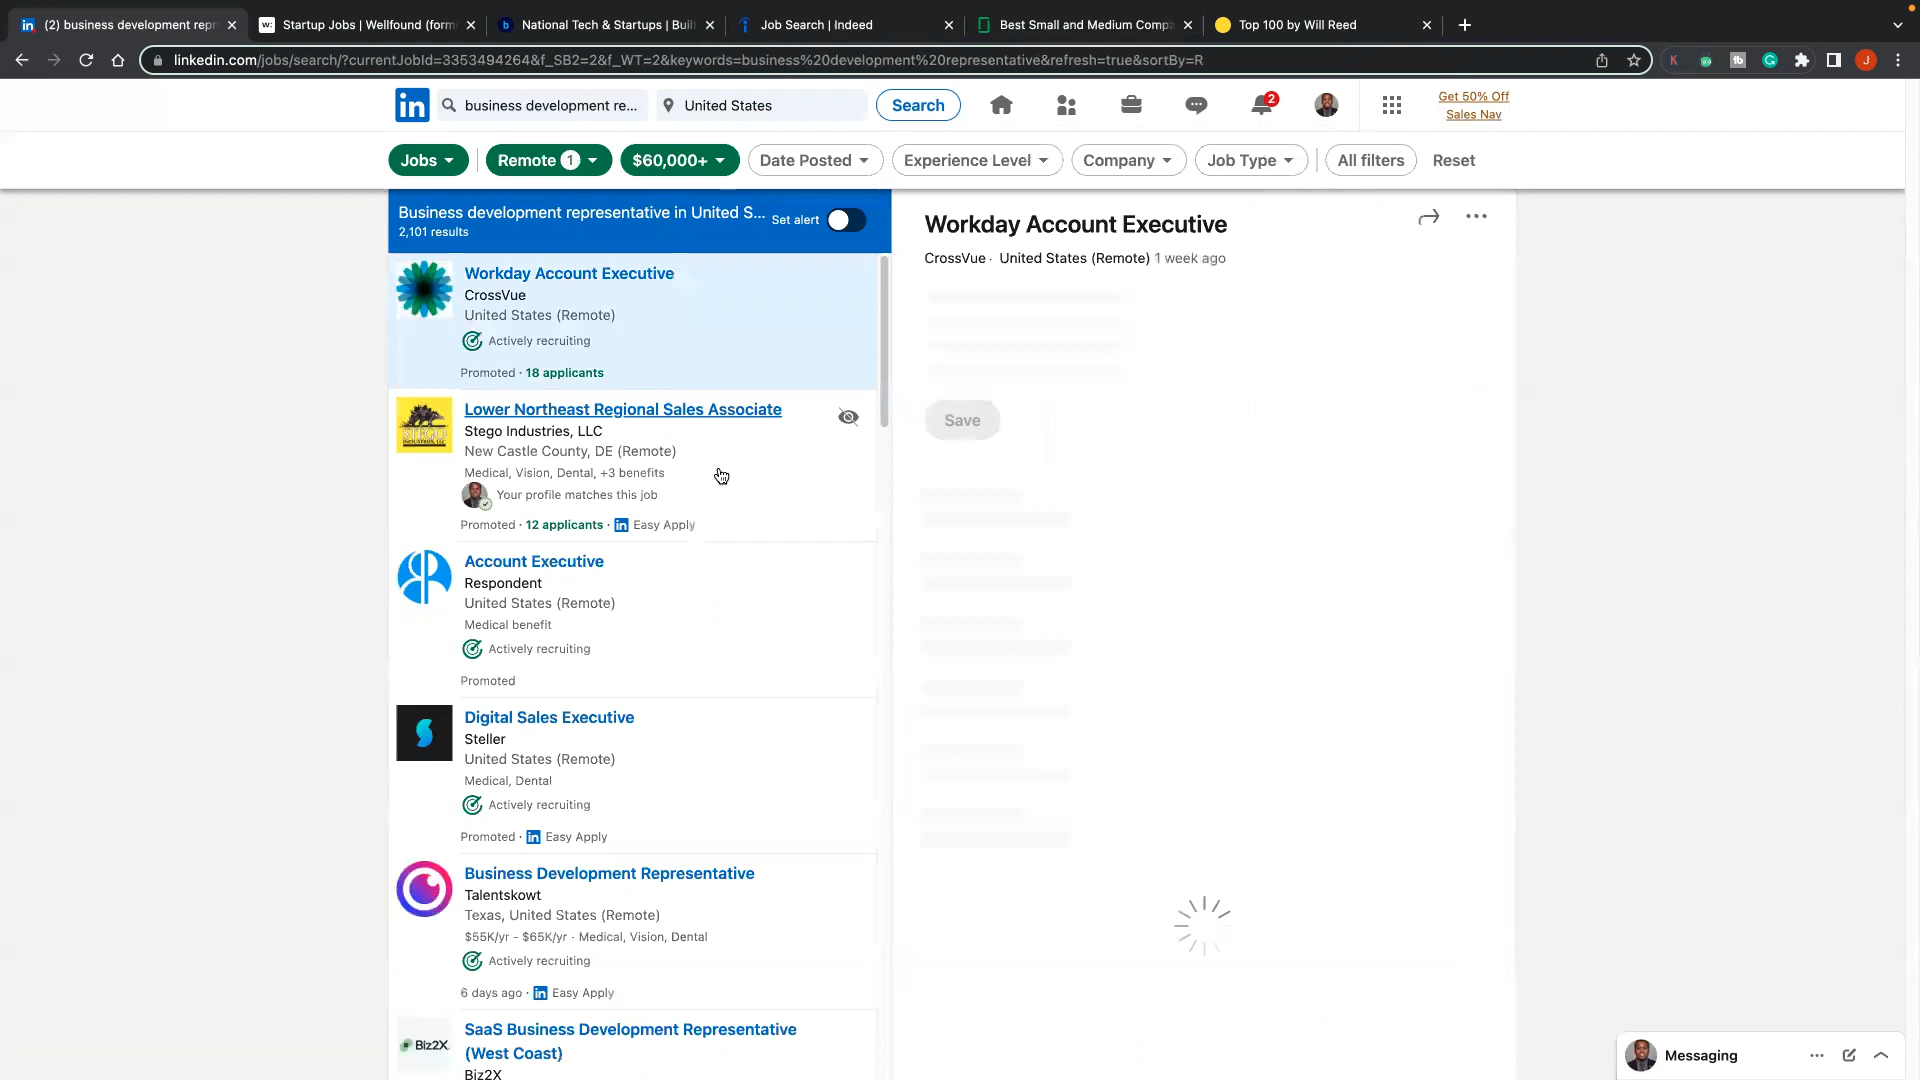 (2) business development repr
Startup Jobs | Wellfound (form
National Tech & Startups | Buil
Job Search | Indeed
Best Small and Medium Compa
Top 100 by Will Reed
linkedin.com/jobs/search/?currentJobId=3353494264&f_SB2=2&f_WT=2&keywords=business%20development%20representative&refresh=true&sortBy=R
business development re...
United States
Search
2
Get 50% Off
Sales Nav
Jobs
Remote 1
$60,000+
Date Posted
Experience Level
Company
Job Type
All filters
Reset
Business development representative in United S...
2,101 results
Set alert
Workday Account Executive
CrossVue
United States (Remote)
Actively recruiting
Promoted · 18 applicants
STEGO
INDUSTRIES, LLC
Lower Northeast Regional Sales Associate
Stego Industries, LLC
New Castle County, DE (Remote)
Medical, Vision, Dental, +3 benefits
Your profile matches this job
Promoted · 12 applicants · Easy Apply
Account Executive
Respondent
United States (Remote)
Medical benefit
Actively recruiting
Promoted
Digital Sales Executive
Steller
United States (Remote)
Medical, Dental
Actively recruiting
Promoted · Easy Apply
Business Development Representative
Talentskowt
Texas, United States (Remote)
$55K/yr - $65K/yr · Medical, Vision, Dental
Actively recruiting
6 days ago · Easy Apply
Biz2X
SaaS Business Development Representative
(West Coast)
Biz2X
Workday Account Executive
CrossVue · United States (Remote) 1 week ago
Save
Messaging